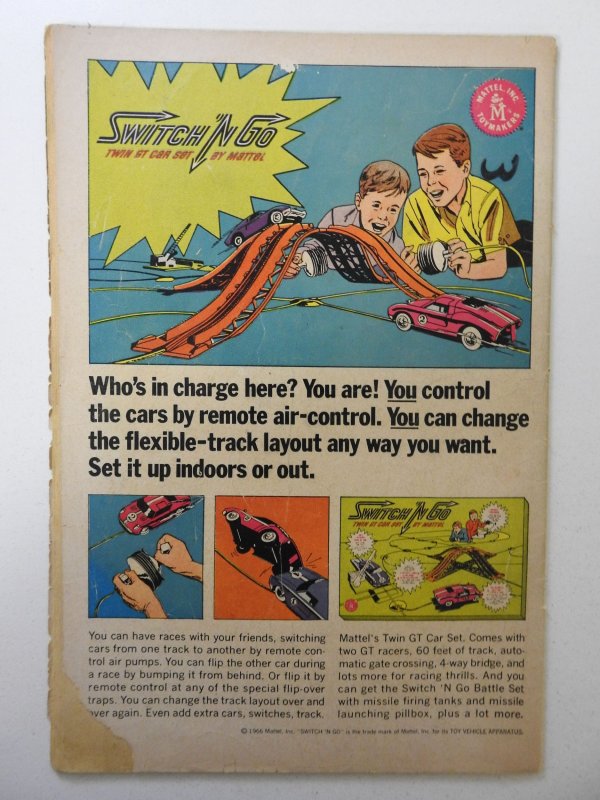 SWITCH 'N GO
TWIN GT CAR SET BY MATTEL
MATTEL, INC.
M
TOYMAKERS
2
Who's in charge here? You are! You control
the cars by remote air-control. You can change
the flexible-track layout any way you want.
Set it up indoors or out.
SWITCH 'N GO
TWIN GT CAR SET BY MATTEL
You can have races with your friends, switching
cars from one track to another by remote con-
trol air pumps. You can flip the other car during
a race by bumping it from behind. Or flip it by
remote control at any of the special flip-over
traps. You can change the track layout over and
over again. Even add extra cars, switches, track.
Mattel's Twin GT Car Set. Comes with
two GT racers, 60 feet of track, auto-
matic gate crossing, 4-way bridge, and
lots more for racing thrills. And you
can get the Switch 'N Go Battle Set
with missile firing tanks and missile
launching pillbox, plus a lot more.
© 1966 Mattel, Inc. "SWITCH 'N GO" is the trade mark of Mattel, Inc. for its TOY VEHICLE APPARATUS.